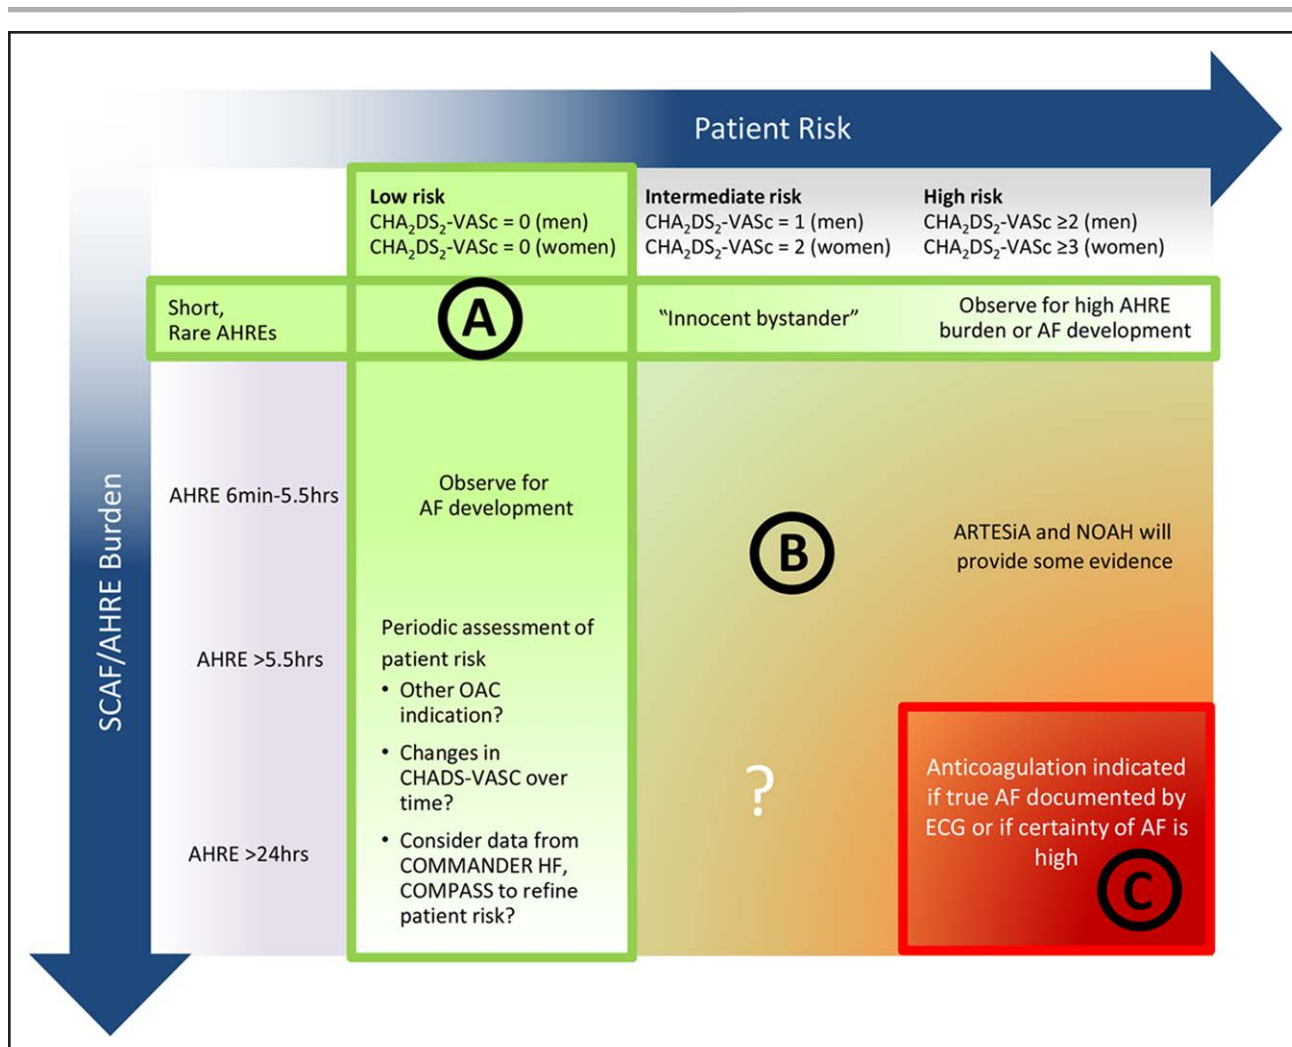 Patient Risk
Low risk
CHA₂DS₂-VASc = 0 (men)
CHA₂DS₂-VASc = 0 (women)
Intermediate risk
CHA₂DS₂-VASc = 1 (men)
CHA₂DS₂-VASc = 2 (women)
High risk
CHA₂DS₂-VASc ≥2 (men)
CHA₂DS₂-VASc ≥3 (women)
SCAF/AHRE Burden
Short,
Rare AHREs
A
"Innocent bystander"
Observe for high AHRE
burden or AF development
AHRE 6min-5.5hrs
Observe for
AF development
B
ARTESiA and NOAH will
provide some evidence
AHRE >5.5hrs
Periodic assessment of
patient risk
• Other OAC
indication?
• Changes in
CHADS-VASC over
time?
AHRE >24hrs
• Consider data from
COMMANDER HF,
COMPASS to refine
patient risk?
?
Anticoagulation indicated
if true AF documented by
ECG or if certainty of AF is
high
C